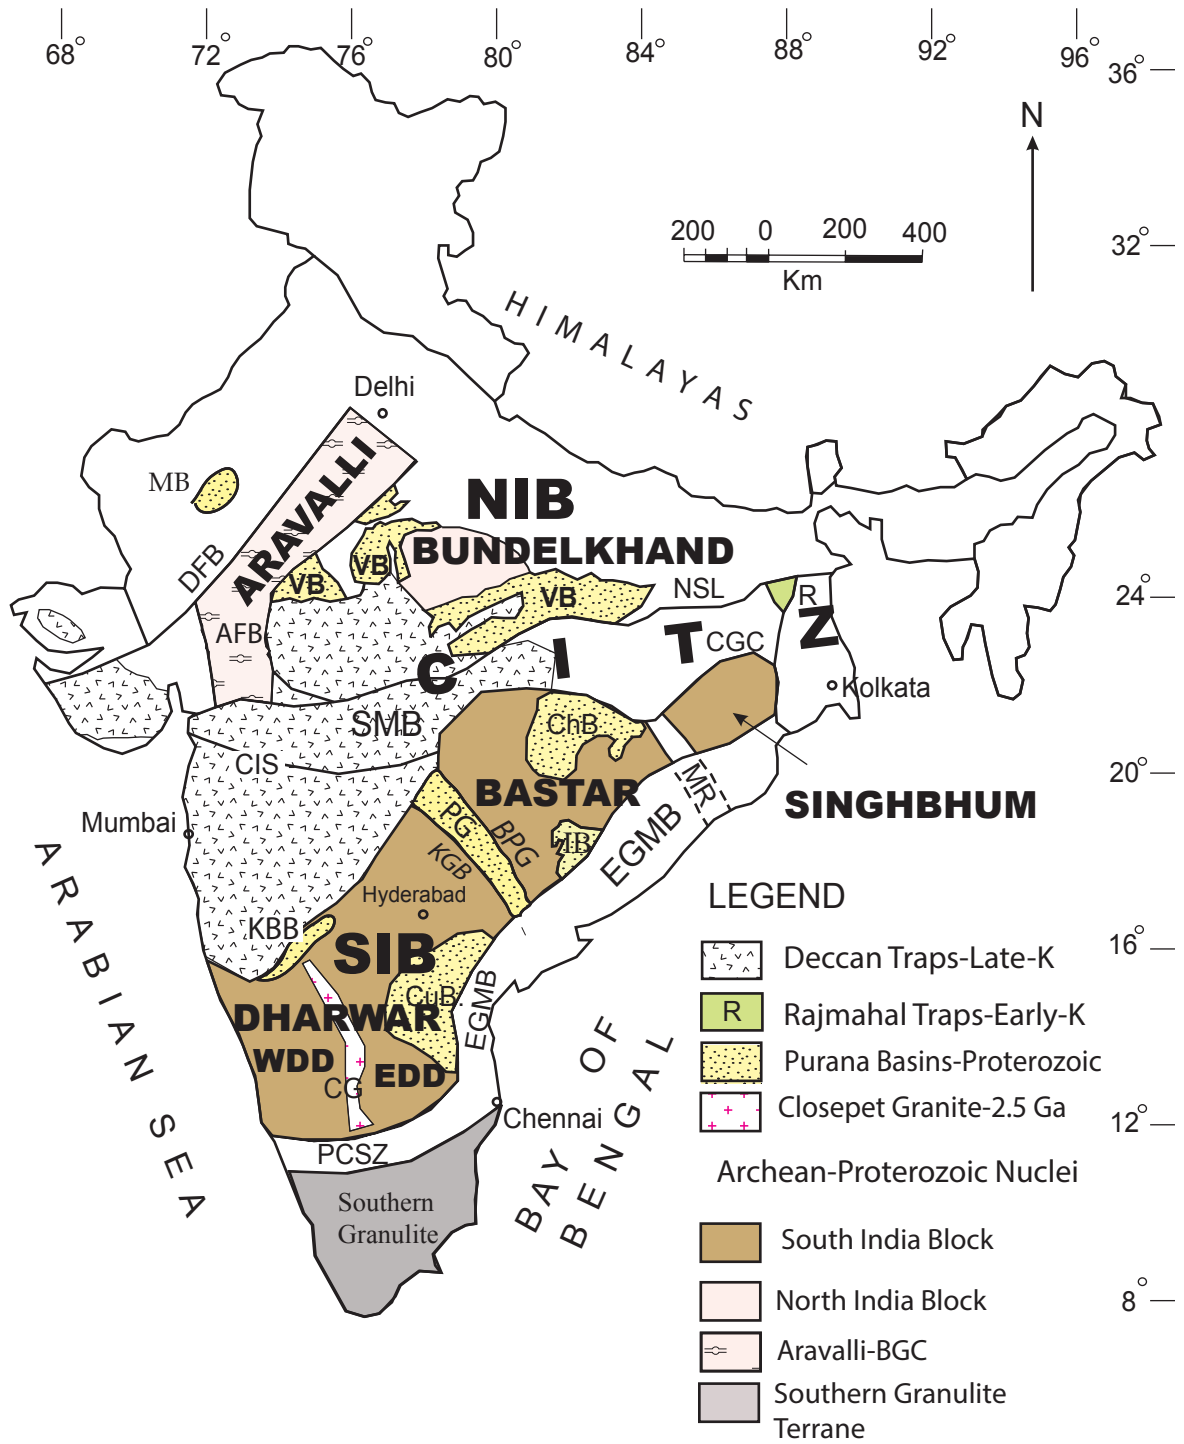 68° 72° 76° 80° 84° 88° 92° 96°
36°
N
200 0 200 400
Km
32°
HIMALAYAS
Delhi
MB
ARAVALLI
NIB
BUNDELKHAND
DFB
VB
VB
VB
NSL
R
24°
AFB
C I T Z
CGC
Kolkata
SMB
ChB
CIS
20°
BASTAR
MR
SINGHBHUM
Mumbai
PG
BPG
KGB
IB
EGMB
Hyderabad
KBB
SIB
16°
CuB
EGMB
DHARWAR
WDD
EDD
CG
Chennai
12°
PCSZ
Southern
Granulite
8°
ARABIAN SEA
BAY OF
BENGAL
LEGEND
Deccan Traps-Late-K
R Rajmahal Traps-Early-K
Purana Basins-Proterozoic
Closepet Granite-2.5 Ga
Archean-Proterozoic Nuclei
South India Block
North India Block
Aravalli-BGC
Southern Granulite
Terrane